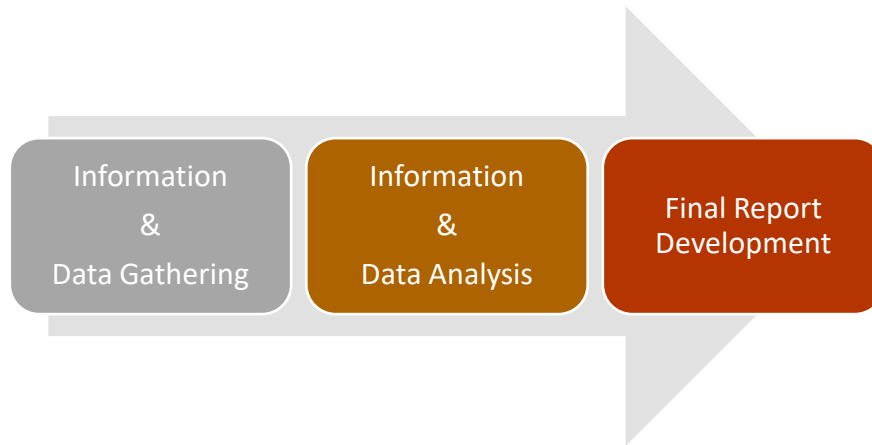 Information
&
Data Gathering
Information
&
Data Analysis
Final Report
Development